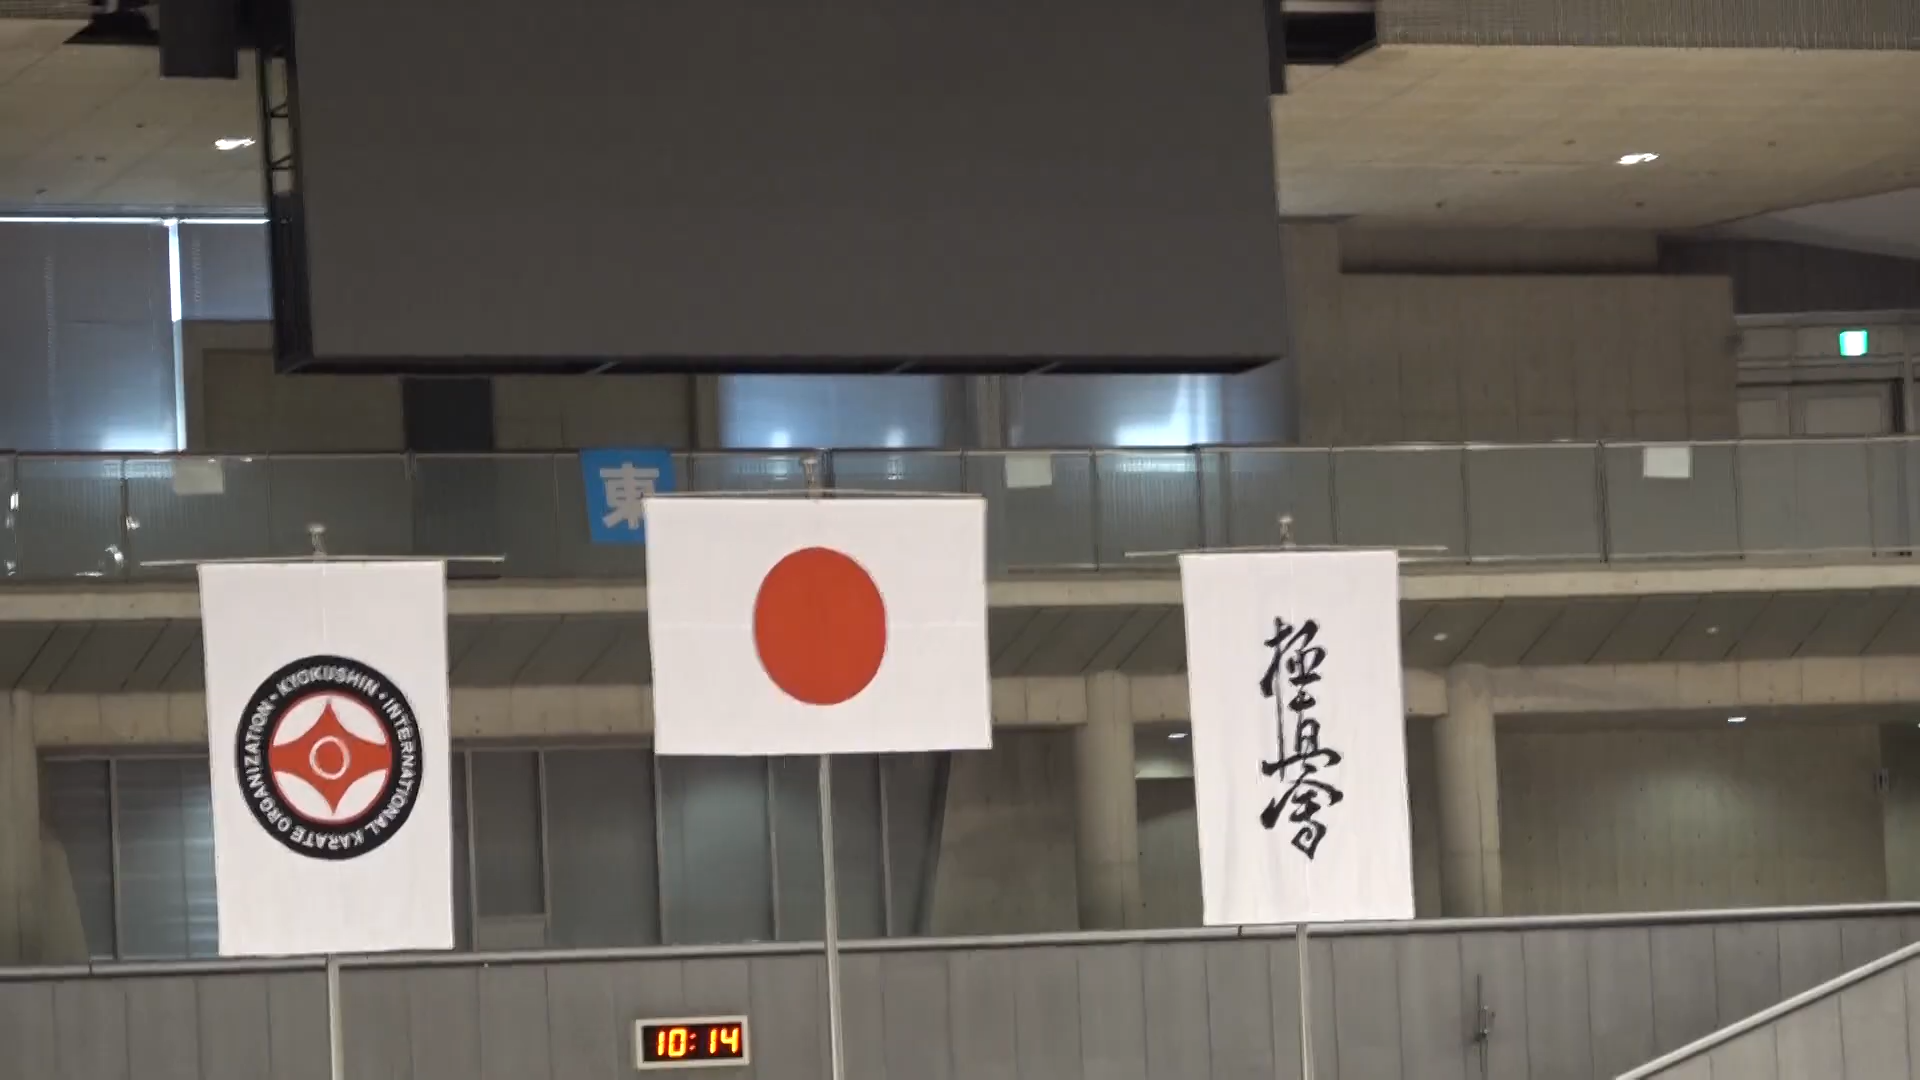 東
KYOKUSHIN • INTERNATIONAL KARATE ORGANIZATION •
極真會
10:14